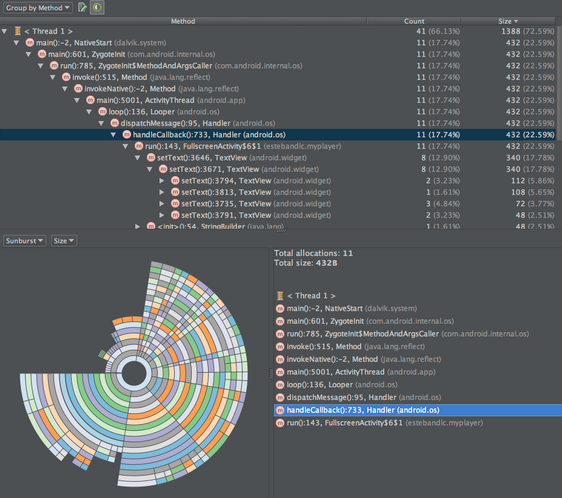 Group by Method
Method Count Size
< Thread 1 > 41 (66.13%) 1388 (22.59%)
main():-2, NativeStart (dalvik.system) 11 (17.74%) 432 (22.59%)
main():601, ZygoteInit (com.android.internal.os) 11 (17.74%) 432 (22.59%)
run():785, ZygoteInit$MethodAndArgsCaller (com.android.internal.os) 11 (17.74%) 432 (22.59%)
invoke():515, Method (java.lang.reflect) 11 (17.74%) 432 (22.59%)
invokeNative():-2, Method (java.lang.reflect) 11 (17.74%) 432 (22.59%)
main():5001, ActivityThread (android.app) 11 (17.74%) 432 (22.59%)
loop():136, Looper (android.os) 11 (17.74%) 432 (22.59%)
dispatchMessage():95, Handler (android.os) 11 (17.74%) 432 (22.59%)
handleCallback():733, Handler (android.os) 11 (17.74%) 432 (22.59%)
run():143, FullscreenActivity$6$1 (estebandlc.myplayer) 11 (17.74%) 432 (22.59%)
setText():3646, TextView (android.widget) 8 (12.90%) 340 (17.78%)
setText():3671, TextView (android.widget) 8 (12.90%) 340 (17.78%)
setText():3794, TextView (android.widget) 2 (3.23%) 112 (5.86%)
setText():3813, TextView (android.widget) 1 (1.61%) 108 (5.65%)
setText():3735, TextView (android.widget) 3 (4.84%) 72 (3.77%)
setText():3791, TextView (android.widget) 2 (3.23%) 48 (2.51%)
<init>():54, StringBuilder (java.lang) 1 (1.61%) 48 (2.51%)
Sunburst Size
Total allocations: 11
Total size: 432B
< Thread 1 >
main():-2, NativeStart (dalvik.system)
main():601, ZygoteInit (com.android.internal.os)
run():785, ZygoteInit$MethodAndArgsCaller (com.android.internal.os)
invoke():515, Method (java.lang.reflect)
invokeNative():-2, Method (java.lang.reflect)
main():5001, ActivityThread (android.app)
loop():136, Looper (android.os)
dispatchMessage():95, Handler (android.os)
handleCallback():733, Handler (android.os)
run():143, FullscreenActivity$6$1 (estebandlc.myplayer)